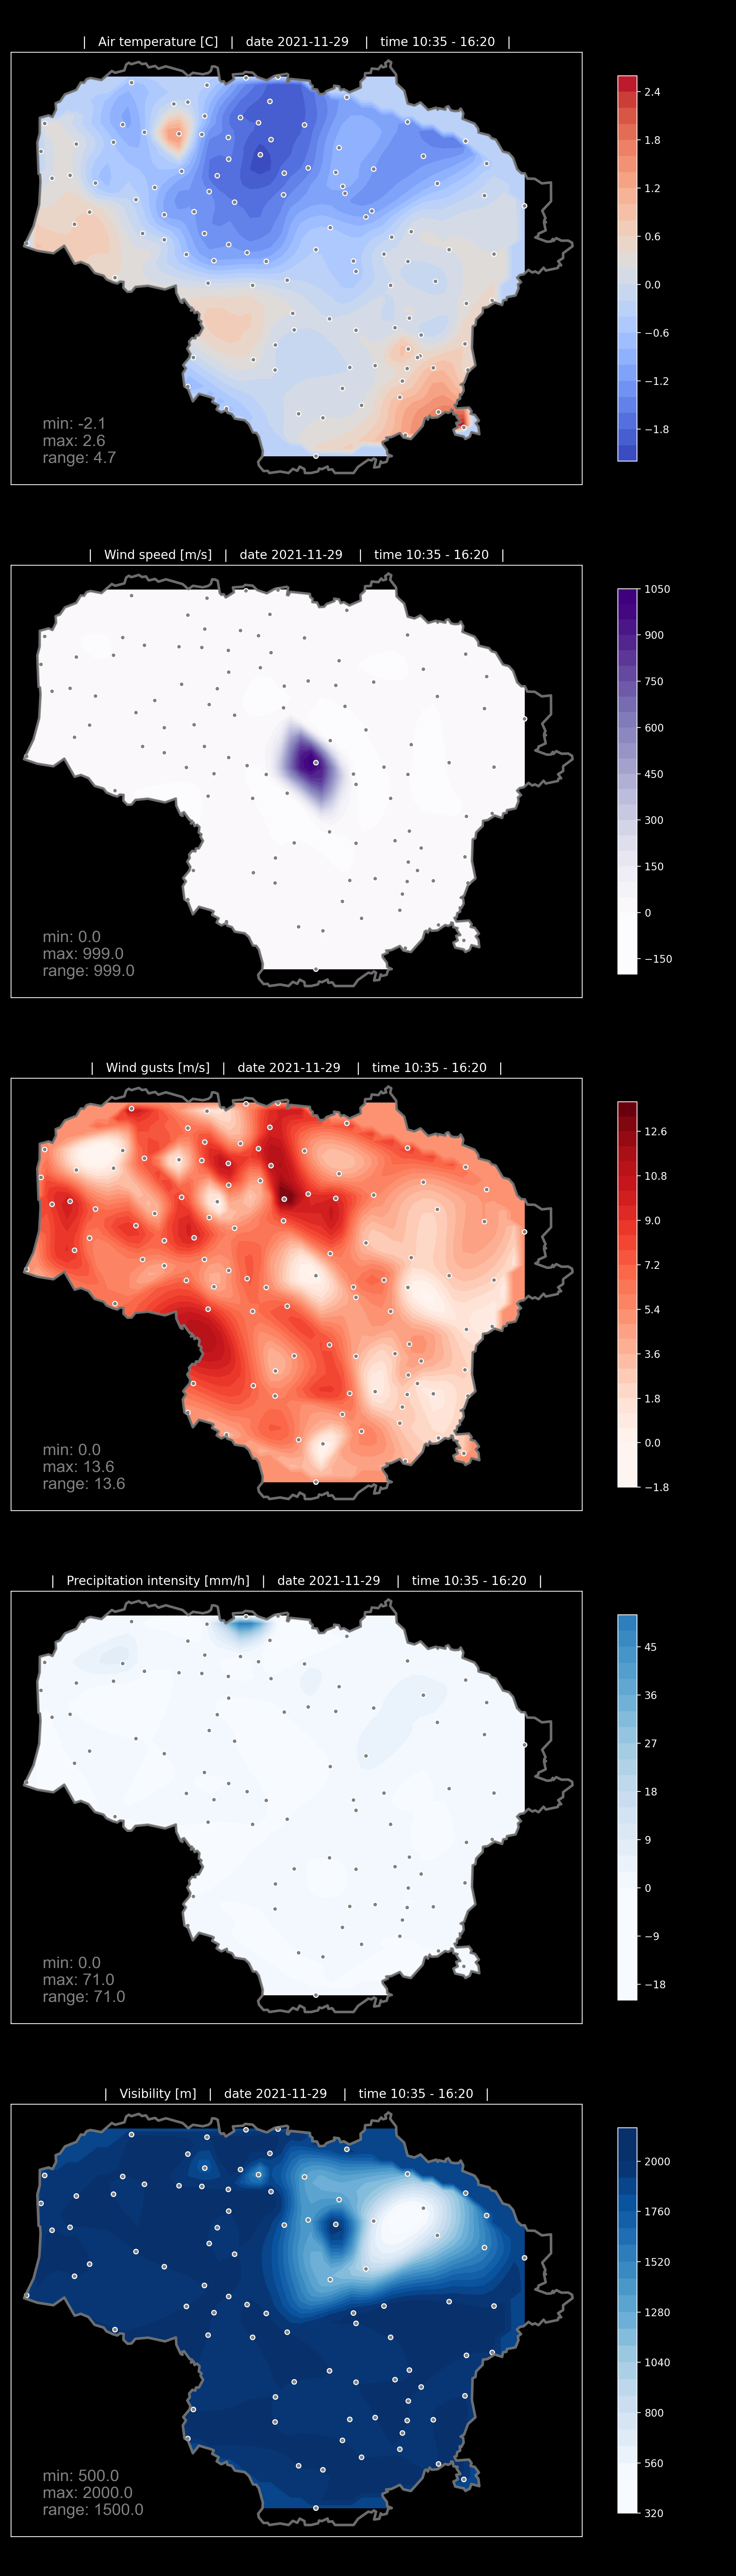 | Air temperature [C] | date 2021-11-29 | time 10:35 - 16:20 |
2.4
1.8
1.2
0.6
0.0
−0.6
−1.2
−1.8
min: -2.1
max: 2.6
range: 4.7
| Wind speed [m/s] | date 2021-11-29 | time 10:35 - 16:20 |
1050
900
750
600
450
300
150
0
−150
min: 0.0
max: 999.0
range: 999.0
| Wind gusts [m/s] | date 2021-11-29 | time 10:35 - 16:20 |
12.6
10.8
9.0
7.2
5.4
3.6
1.8
0.0
−1.8
min: 0.0
max: 13.6
range: 13.6
| Precipitation intensity [mm/h] | date 2021-11-29 | time 10:35 - 16:20 |
45
36
27
18
9
0
−9
−18
min: 0.0
max: 71.0
range: 71.0
| Visibility [m] | date 2021-11-29 | time 10:35 - 16:20 |
2000
1760
1520
1280
1040
800
560
320
min: 500.0
max: 2000.0
range: 1500.0